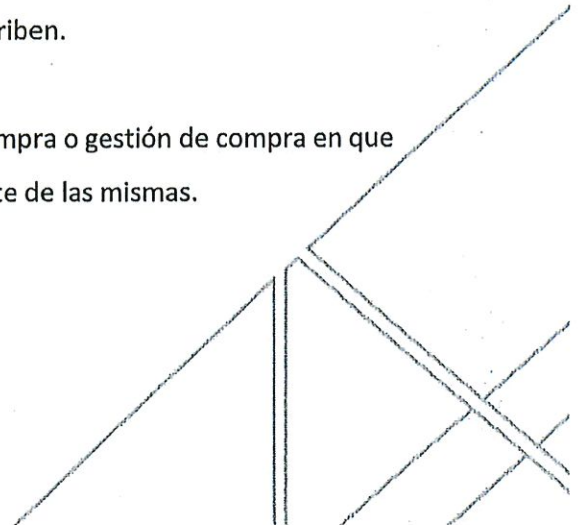 riben.
mpra o gestión de compra en que
te de las mismas.